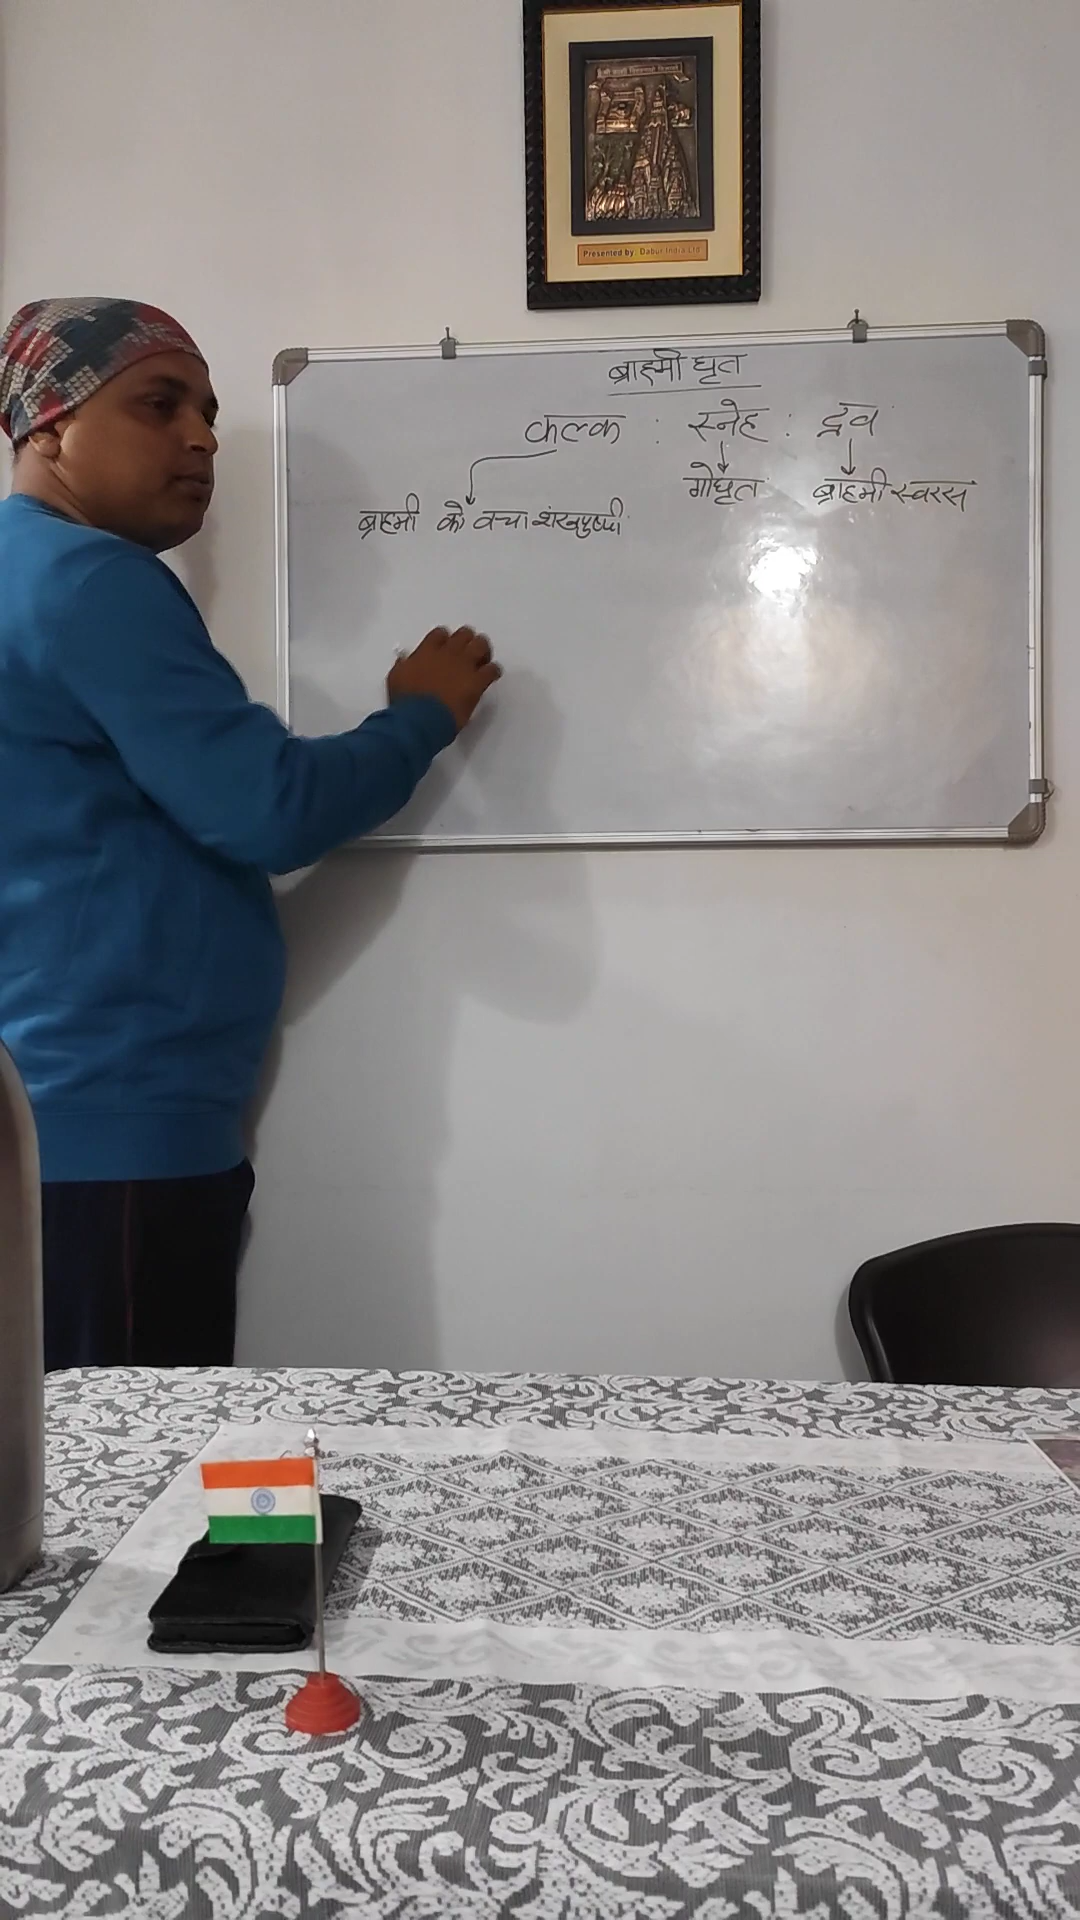 Presented by: Dabur India Ltd.
ब्राह्मी घृत
कल्क : स्नेह : द्रव
गोघृत ब्राह्मी स्वरस
ब्राह्मी को वचा शंखपुष्पी